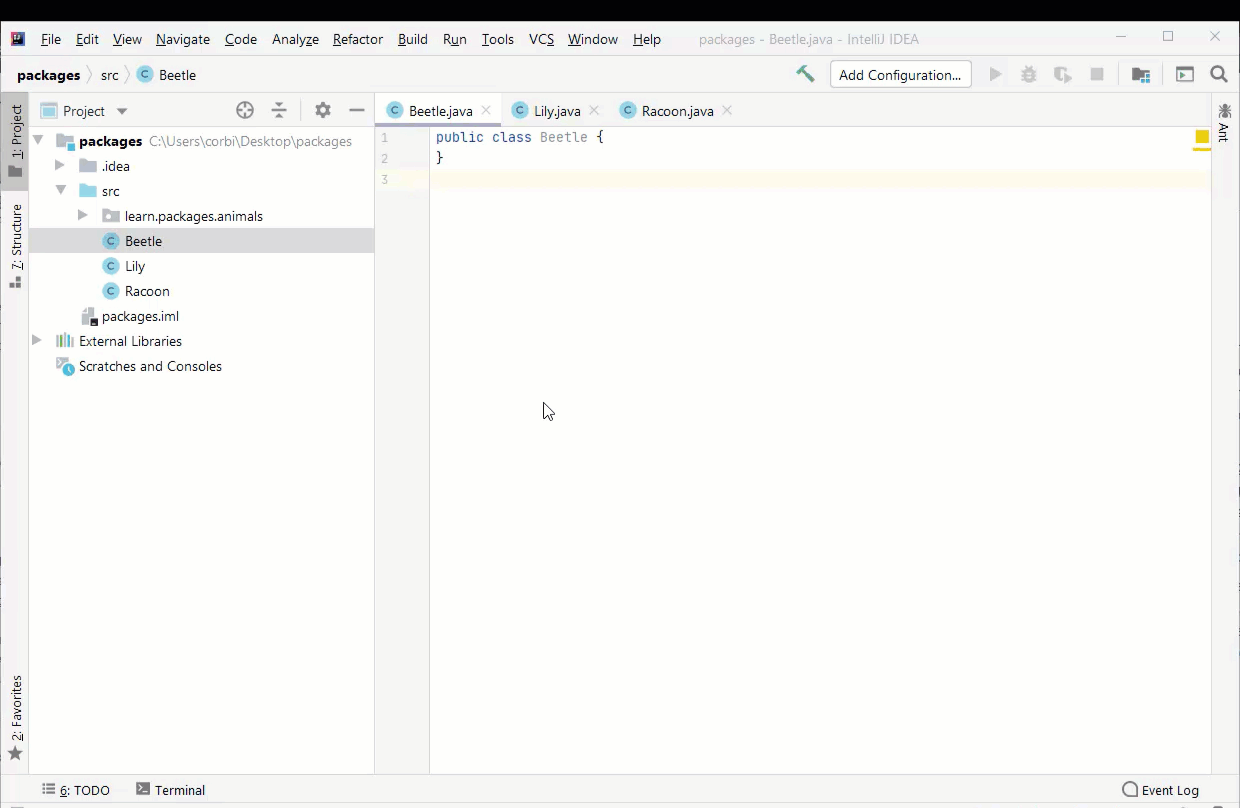 File Edit View Navigate Code Analyze Refactor Build Run Tools VCS Window Help packages - Beetle.java - IntelliJ IDEA
packages src C Beetle Add Configuration...
1: Project
Project
C Beetle.java C Lily.java C Racoon.java
Ant
packages C:\Users\corbi\Desktop\packages
.idea
src
learn.packages.animals
C Beetle
C Lily
C Racoon
packages.iml
External Libraries
Scratches and Consoles
1 public class Beetle {
2 }
3
Z: Structure
2: Favorites
6: TODO Terminal Event Log